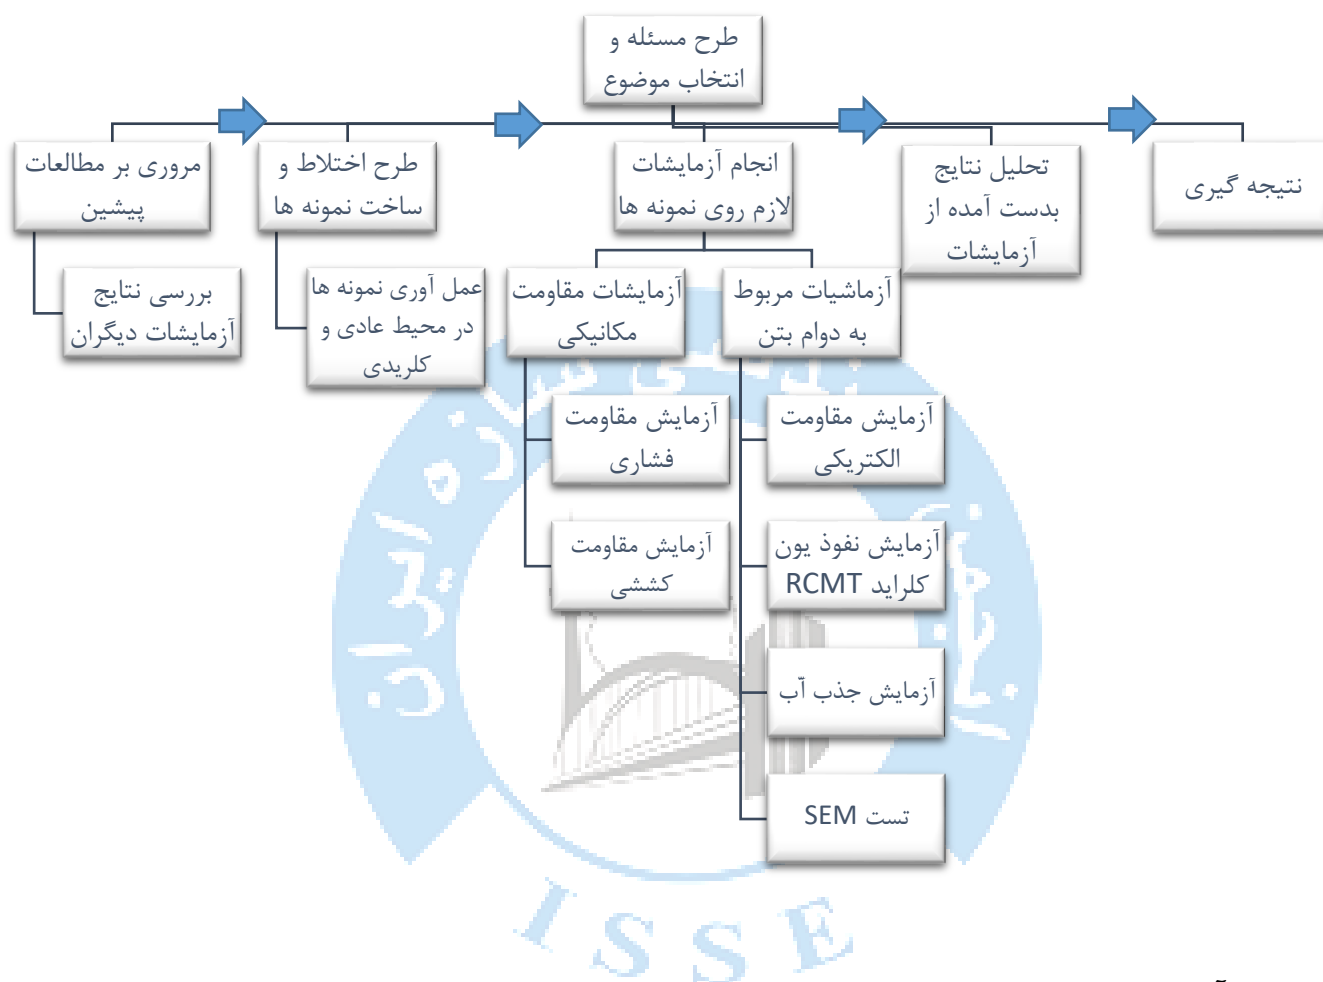 طرح مسئله و
انتخاب موضوع
مروری بر مطالعات
پیشین
بررسی نتایج
آزمایشات دیگران
طرح اختلاط و
ساخت نمونه ها
عمل آوری نمونه ها
در محیط عادی و
کلریدی
انجام آزمایشات
لازم روی نمونه ها
آزمایشات مقاومت
مکانیکی
آزمایش مقاومت
فشاری
آزمایش مقاومت
کششی
آزماشیات مربوط
به دوام بتن
آزمایش مقاومت
الکتریکی
آزمایش نفوذ یون
کلراید RCMT
آزمایش جذب آب
تست SEM
تحلیل نتایج
بدست آمده از
آزمایشات
نتیجه گیری
ISSE